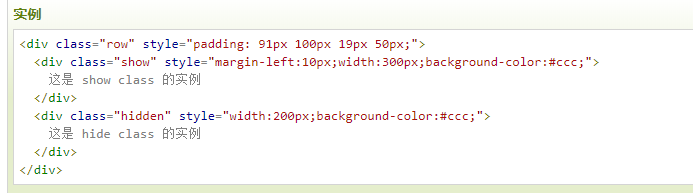 实例
<div class="row" style="padding: 91px 100px 19px 50px;">
  <div class="show" style="margin-left:10px;width:300px;background-color:#ccc;">
    这是 show class 的实例
  </div>
  <div class="hidden" style="width:200px;background-color:#ccc;">
    这是 hide class 的实例
  </div>
</div>